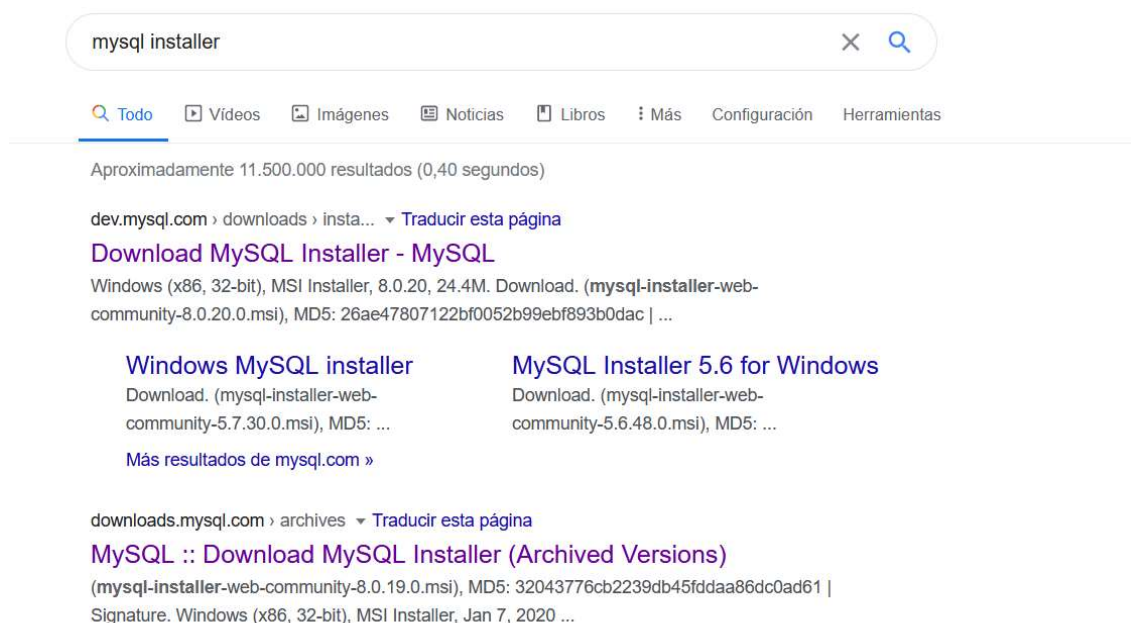 mysql installer
Todo Vídeos Imágenes Noticias Libros Más Configuración Herramientas
Aproximadamente 11.500.000 resultados (0,40 segundos)
dev.mysql.com › downloads › insta... Traducir esta página
Download MySQL Installer - MySQL
Windows (x86, 32-bit), MSI Installer, 8.0.20, 24.4M. Download. (mysql-installer-web-
community-8.0.20.0.msi), MD5: 26ae47807122bf0052b99ebf893b0dac | ...
Windows MySQL installer
Download. (mysql-installer-web-
community-5.7.30.0.msi), MD5: ...
MySQL Installer 5.6 for Windows
Download. (mysql-installer-web-
community-5.6.48.0.msi), MD5: ...
Más resultados de mysql.com »
downloads.mysql.com › archives Traducir esta página
MySQL :: Download MySQL Installer (Archived Versions)
(mysql-installer-web-community-8.0.19.0.msi), MD5: 32043776cb2239db45fddaa86dc0ad61 |
Signature. Windows (x86, 32-bit), MSI Installer, Jan 7, 2020 ...